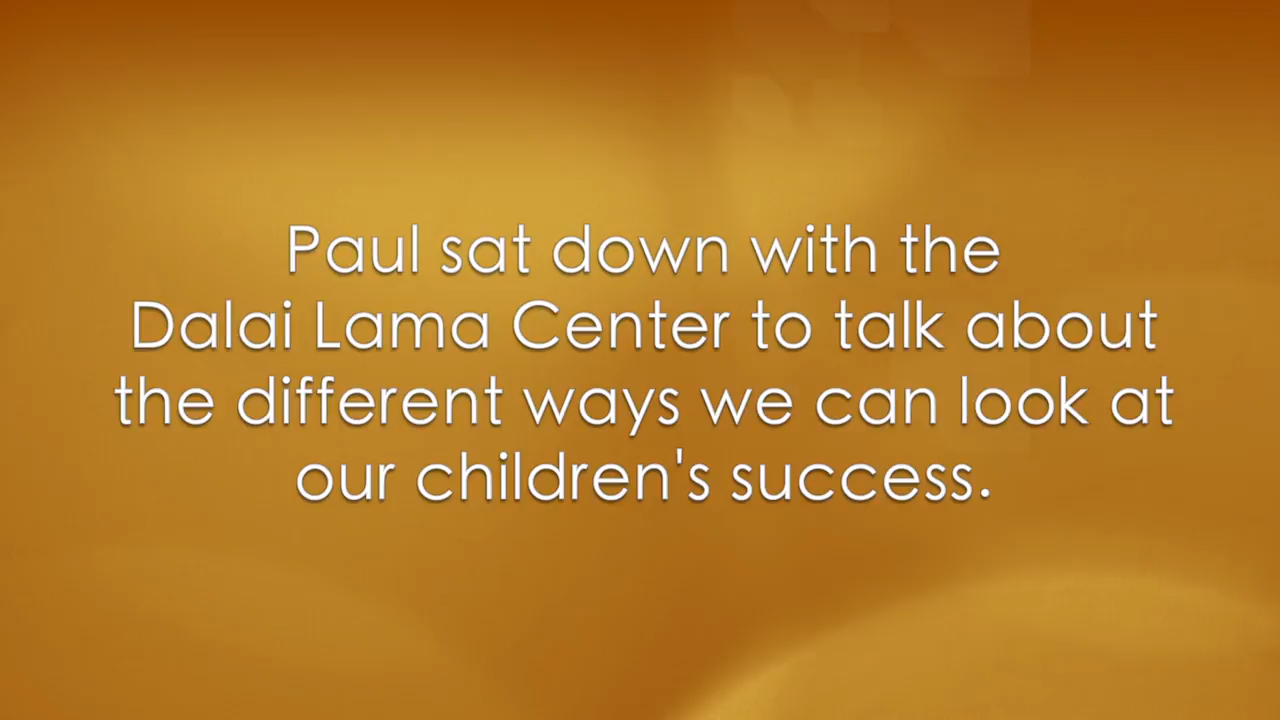 Paul sat down with the
Dalai Lama Center to talk about
the different ways we can look at
our children's success.